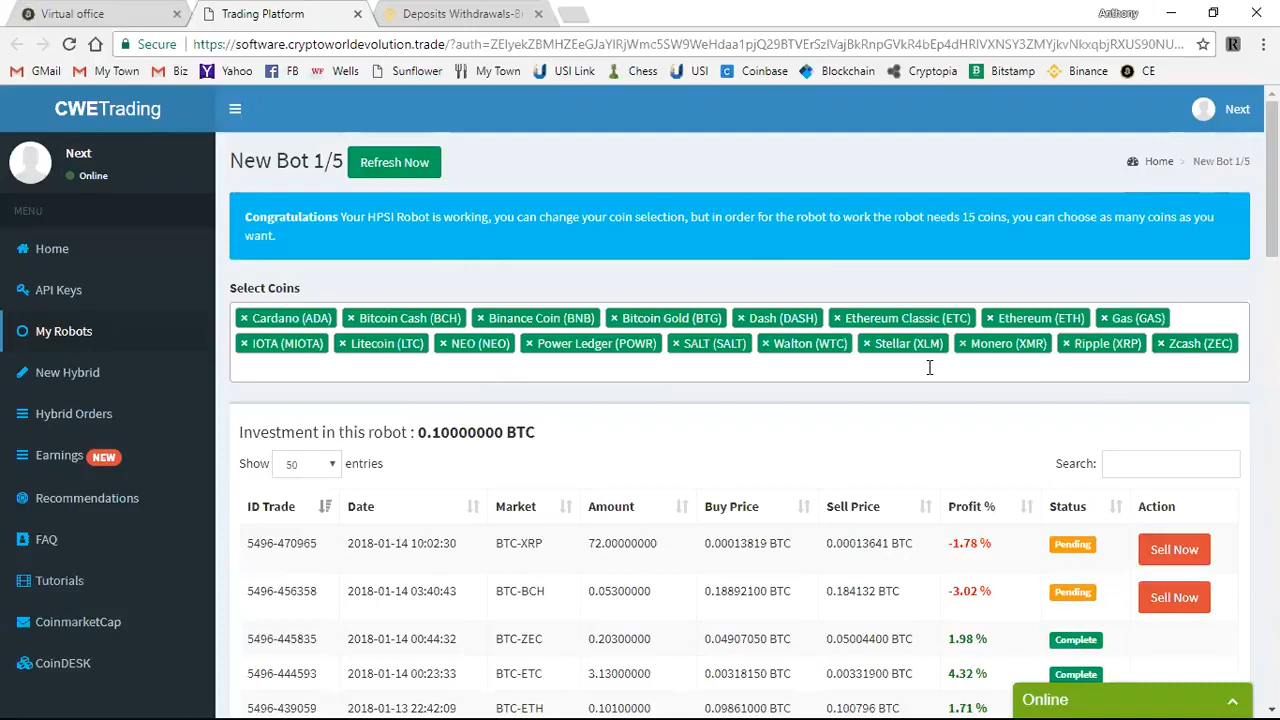 Virtual office
Trading Platform
Deposits Withdrawals-Bi
Anthony
Secure
https://software.cryptoworldevolution.trade/?auth=
GMail
My Town
Biz
Yahoo
FB
Wells
Sunflower
My Town
USI Link
Chess
USI
Coinbase
Blockchain
Cryptopia
Bitstamp
Binance
CE
CWETrading
Next
Next
Online
MENU
Home
API Keys
My Robots
New Hybrid
Hybrid Orders
Earnings NEW
Recommendations
FAQ
Tutorials
CoinmarketCap
CoinDESK
New Bot 1/5 Refresh Now
Home > New Bot 1/5
Congratulations Your HPSI Robot is working, you can change your coin selection, but in order for the robot to work the robot needs 15 coins, you can choose as many coins as you
want.
Select Coins
× Cardano (ADA) × Bitcoin Cash (BCH) × Binance Coin (BNB) × Bitcoin Gold (BTG) × Dash (DASH) × Ethereum Classic (ETC) × Ethereum (ETH) × Gas (GAS)
× IOTA (MIOTA) × Litecoin (LTC) × NEO (NEO) × Power Ledger (POWR) × SALT (SALT) × Walton (WTC) × Stellar (XLM) × Monero (XMR) × Ripple (XRP) × Zcash (ZEC)
Investment in this robot : 0.10000000 BTC
Show 50 entries
Search:
ID Trade Date Market Amount Buy Price Sell Price Profit % Status Action
5496-470965 2018-01-14 10:02:30 BTC-XRP 72.00000000 0.00013819 BTC 0.00013641 BTC -1.78 % Pending Sell Now
5496-456358 2018-01-14 03:40:43 BTC-BCH 0.05300000 0.18892100 BTC 0.184132 BTC -3.02 % Pending Sell Now
5496-445835 2018-01-14 00:44:32 BTC-ZEC 0.20300000 0.04907050 BTC 0.05004400 BTC 1.98 % Complete
5496-444593 2018-01-14 00:23:33 BTC-ETC 3.13000000 0.00318150 BTC 0.00331900 BTC 4.32 % Complete
5496-439059 2018-01-13 22:42:09 BTC-ETH 0.10100000 0.09861000 BTC 0.100796 BTC 1.71 %
Online